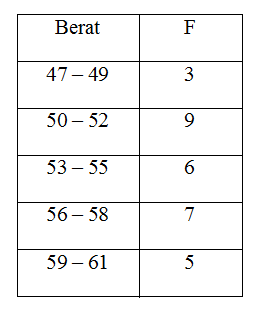 Berat F
47 – 49 3
50 – 52 9
53 – 55 6
56 – 58 7
59 – 61 5